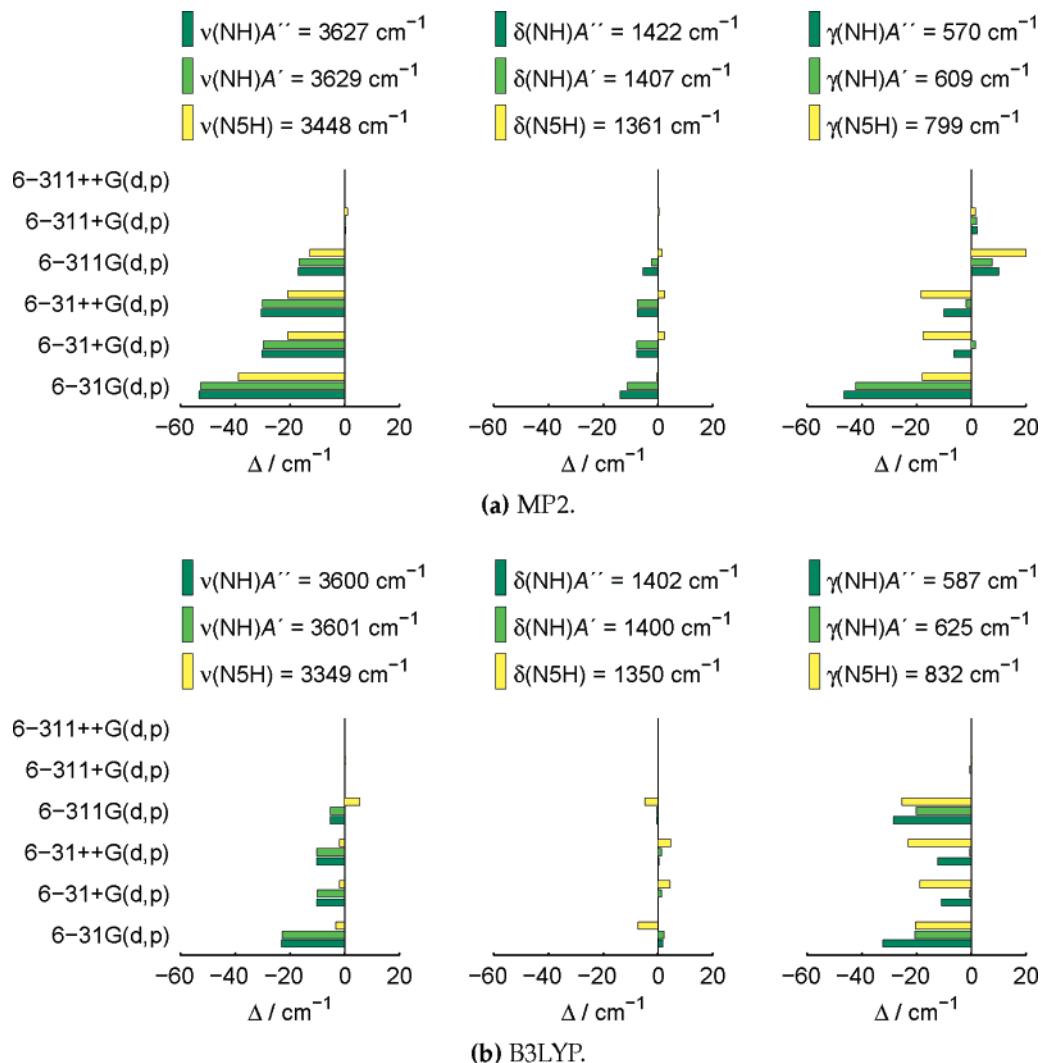 ν(NH)A´´ = 3627 cm⁻¹ δ(NH)A´´ = 1422 cm⁻¹ γ(NH)A´´ = 570 cm⁻¹
ν(NH)A´ = 3629 cm⁻¹ δ(NH)A´ = 1407 cm⁻¹ γ(NH)A´ = 609 cm⁻¹
ν(N5H) = 3448 cm⁻¹ δ(N5H) = 1361 cm⁻¹ γ(N5H) = 799 cm⁻¹
6−311++G(d,p)
6−311+G(d,p)
6−311G(d,p)
6−31++G(d,p)
6−31+G(d,p)
6−31G(d,p)
−60 −40 −20 0 20 −60 −40 −20 0 20 −60 −40 −20 0 20
Δ / cm⁻¹ Δ / cm⁻¹ Δ / cm⁻¹
(a) MP2.
ν(NH)A´´ = 3600 cm⁻¹ δ(NH)A´´ = 1402 cm⁻¹ γ(NH)A´´ = 587 cm⁻¹
ν(NH)A´ = 3601 cm⁻¹ δ(NH)A´ = 1400 cm⁻¹ γ(NH)A´ = 625 cm⁻¹
ν(N5H) = 3349 cm⁻¹ δ(N5H) = 1350 cm⁻¹ γ(N5H) = 832 cm⁻¹
6−311++G(d,p)
6−311+G(d,p)
6−311G(d,p)
6−31++G(d,p)
6−31+G(d,p)
6−31G(d,p)
−60 −40 −20 0 20 −60 −40 −20 0 20 −60 −40 −20 0 20
Δ / cm⁻¹ Δ / cm⁻¹ Δ / cm⁻¹
(b) B3LYP.